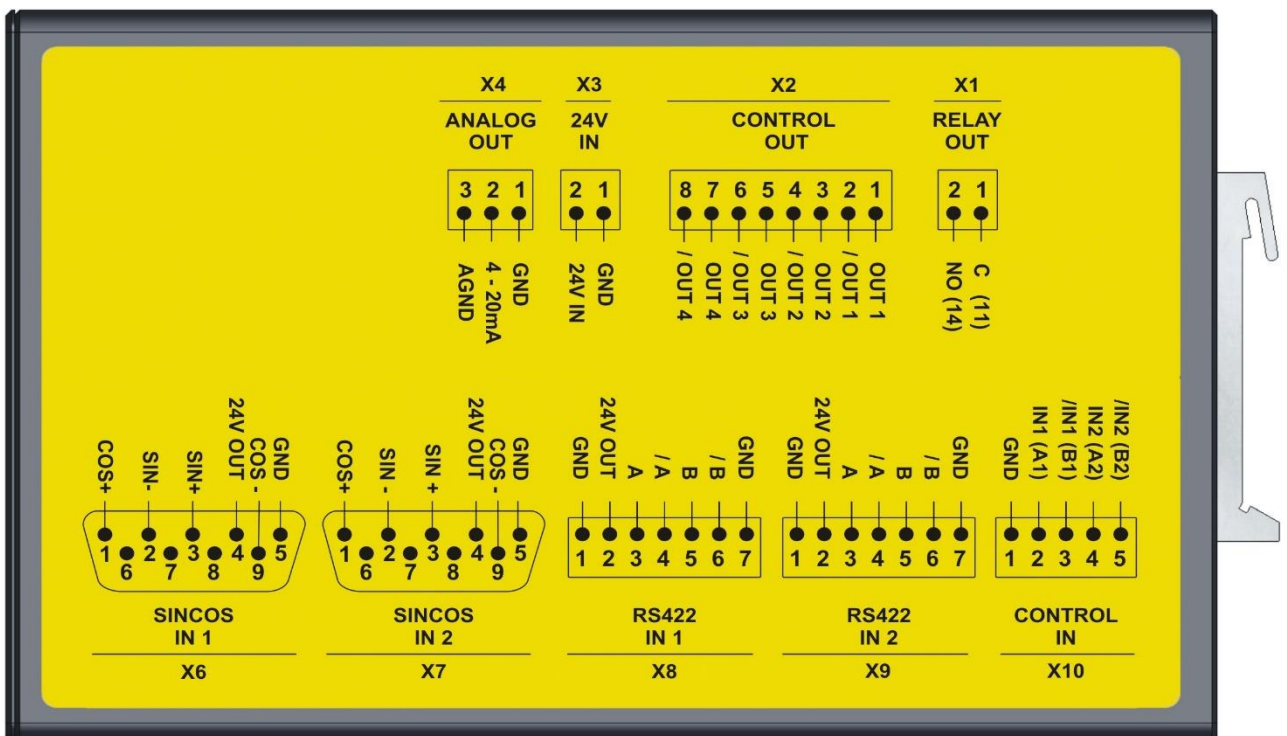 X4 X3 X2 X1
ANALOG OUT 24V IN CONTROL OUT RELAY OUT
3 2 1 2 1 8 7 6 5 4 3 2 1 2 1
AGND 4 - 20mA GND 24V IN GND / OUT 4 OUT 4 / OUT 3 OUT 3 / OUT 2 OUT 2 / OUT 1 OUT 1 NO (14) C (11)
COS+ SIN- SIN+ 24V OUT COS - GND COS+ SIN - SIN + 24V OUT COS - GND GND 24V OUT A / A B / B GND GND 24V OUT A / A B / B GND GND IN1 (A1) /IN1 (B1) IN2 (A2) /IN2 (B2)
1 2 3 4 5 1 2 3 4 5 1 2 3 4 5 6 7 1 2 3 4 5 6 7 1 2 3 4 5
6 7 8 9 6 7 8 9
SINCOS SINCOS RS422 RS422 CONTROL
IN 1 IN 2 IN 1 IN 2 IN
X6 X7 X8 X9 X10